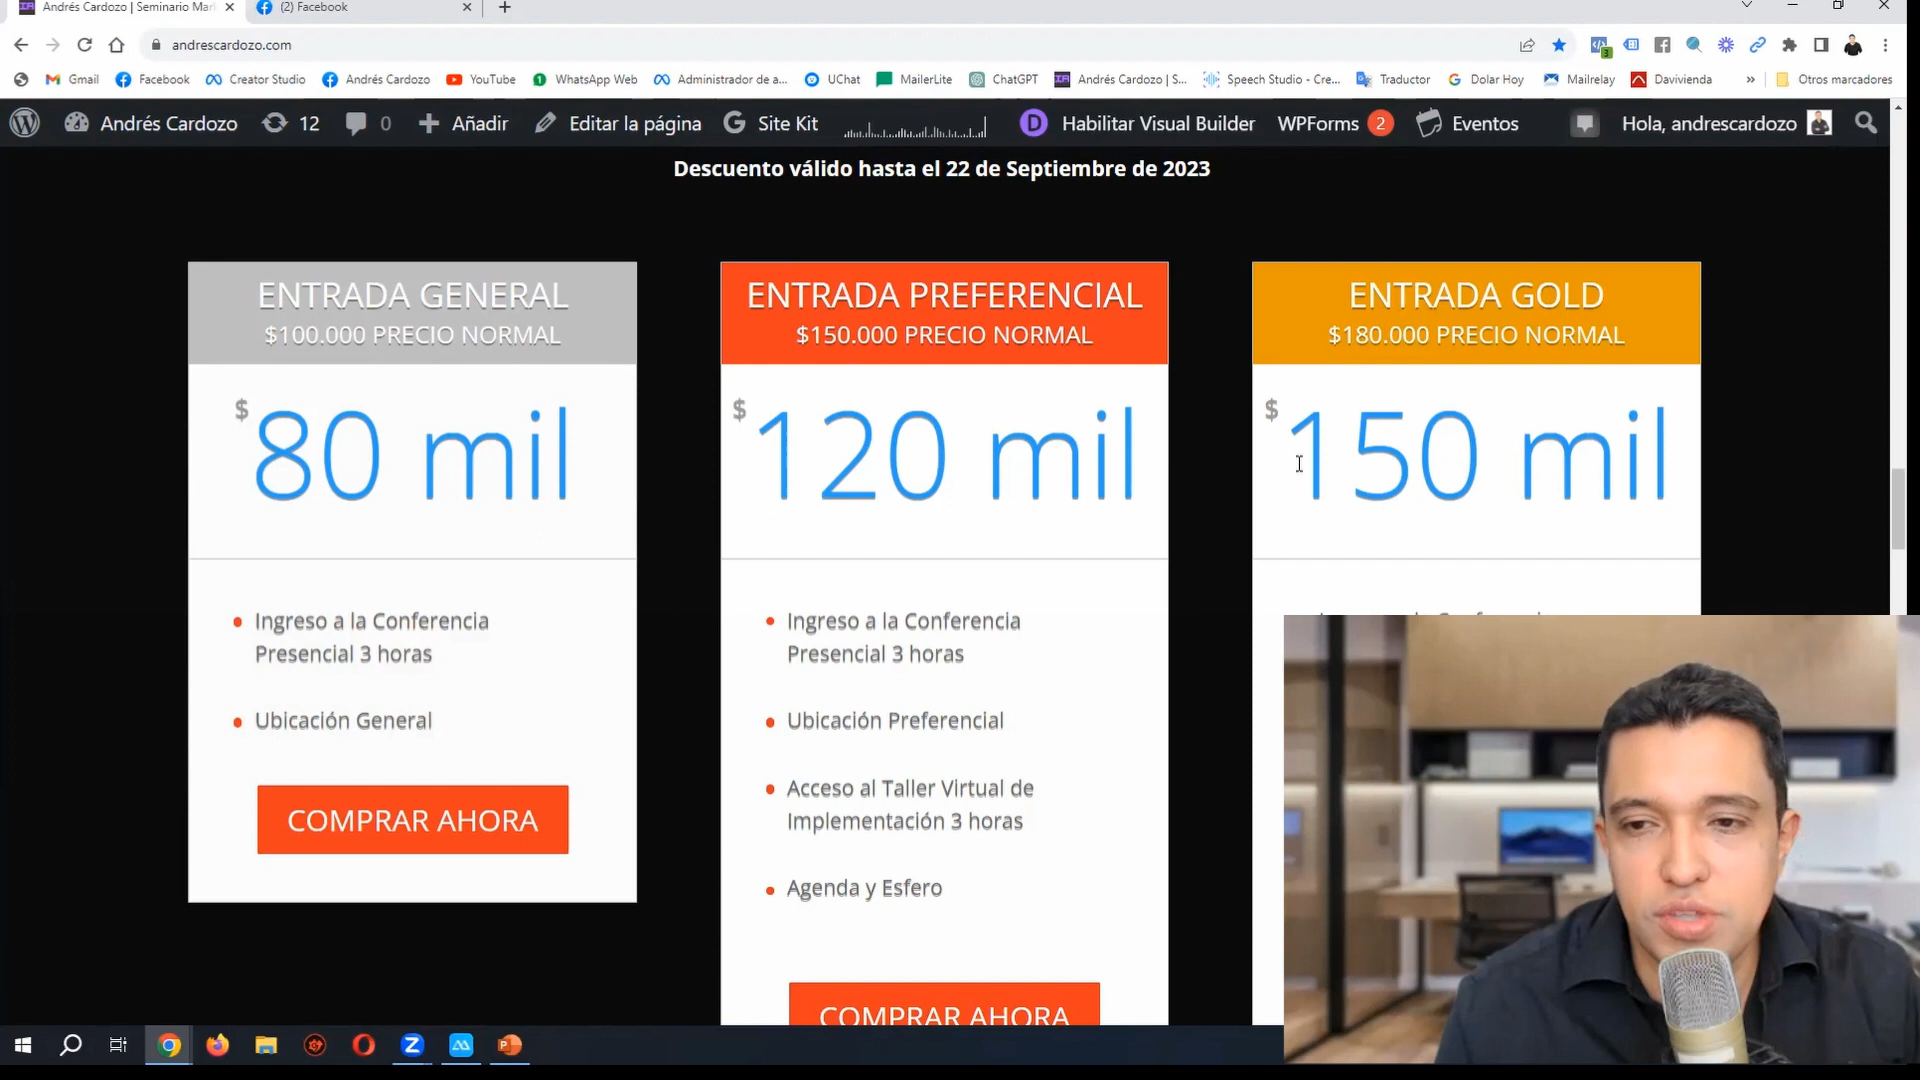 Andrés Cardozo | Seminario Mar
(2) Facebook
andrescardozo.com
Gmail
Facebook
Creator Studio
Andrés Cardozo
YouTube
WhatsApp Web
Administrador de a...
UChat
MailerLite
ChatGPT
Andrés Cardozo | S...
Speech Studio - Cre...
Traductor
Dolar Hoy
Mailrelay
Davivienda
»
Otros marcadores
Andrés Cardozo
12
0
Añadir
Editar la página
Site Kit
Habilitar Visual Builder
WPForms 2
Eventos
Hola, andrescardozo
Descuento válido hasta el 22 de Septiembre de 2023
ENTRADA GENERAL
$100.000 PRECIO NORMAL
$80 mil
Ingreso a la Conferencia
Presencial 3 horas
Ubicación General
COMPRAR AHORA
ENTRADA PREFERENCIAL
$150.000 PRECIO NORMAL
$120 mil
Ingreso a la Conferencia
Presencial 3 horas
Ubicación Preferencial
Acceso al Taller Virtual de
Implementación 3 horas
Agenda y Esfero
COMPRAR AHORA
ENTRADA GOLD
$180.000 PRECIO NORMAL
$150 mil